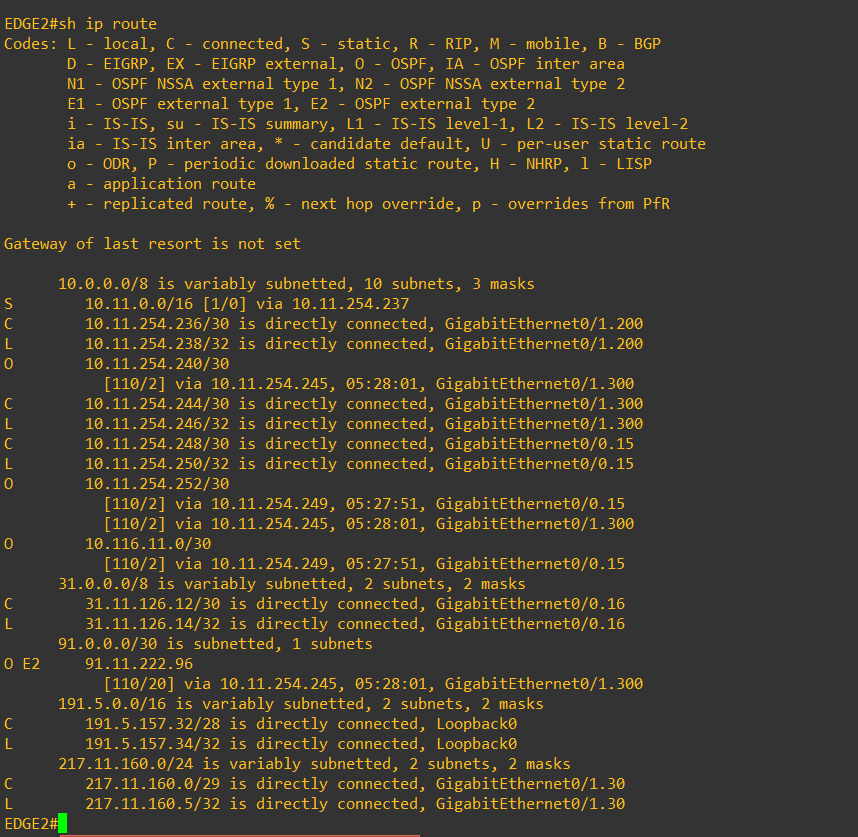 EDGE2#sh ip route
Codes: L - local, C - connected, S - static, R - RIP, M - mobile, B - BGP
       D - EIGRP, EX - EIGRP external, O - OSPF, IA - OSPF inter area
       N1 - OSPF NSSA external type 1, N2 - OSPF NSSA external type 2
       E1 - OSPF external type 1, E2 - OSPF external type 2
       i - IS-IS, su - IS-IS summary, L1 - IS-IS level-1, L2 - IS-IS level-2
       ia - IS-IS inter area, * - candidate default, U - per-user static route
       o - ODR, P - periodic downloaded static route, H - NHRP, l - LISP
       a - application route
       + - replicated route, % - next hop override, p - overrides from PfR

Gateway of last resort is not set

      10.0.0.0/8 is variably subnetted, 10 subnets, 3 masks
S        10.11.0.0/16 [1/0] via 10.11.254.237
C        10.11.254.236/30 is directly connected, GigabitEthernet0/1.200
L        10.11.254.238/32 is directly connected, GigabitEthernet0/1.200
O        10.11.254.240/30
           [110/2] via 10.11.254.245, 05:28:01, GigabitEthernet0/1.300
C        10.11.254.244/30 is directly connected, GigabitEthernet0/1.300
L        10.11.254.246/32 is directly connected, GigabitEthernet0/1.300
C        10.11.254.248/30 is directly connected, GigabitEthernet0/0.15
L        10.11.254.250/32 is directly connected, GigabitEthernet0/0.15
O        10.11.254.252/30
           [110/2] via 10.11.254.249, 05:27:51, GigabitEthernet0/0.15
           [110/2] via 10.11.254.245, 05:28:01, GigabitEthernet0/1.300
O        10.116.11.0/30
           [110/2] via 10.11.254.249, 05:27:51, GigabitEthernet0/0.15
      31.0.0.0/8 is variably subnetted, 2 subnets, 2 masks
C        31.11.126.12/30 is directly connected, GigabitEthernet0/0.16
L        31.11.126.14/32 is directly connected, GigabitEthernet0/0.16
      91.0.0.0/30 is subnetted, 1 subnets
O E2     91.11.222.96
           [110/20] via 10.11.254.245, 05:28:01, GigabitEthernet0/1.300
      191.5.0.0/16 is variably subnetted, 2 subnets, 2 masks
C        191.5.157.32/28 is directly connected, Loopback0
L        191.5.157.34/32 is directly connected, Loopback0
      217.11.160.0/24 is variably subnetted, 2 subnets, 2 masks
C        217.11.160.0/29 is directly connected, GigabitEthernet0/1.30
L        217.11.160.5/32 is directly connected, GigabitEthernet0/1.30
EDGE2#